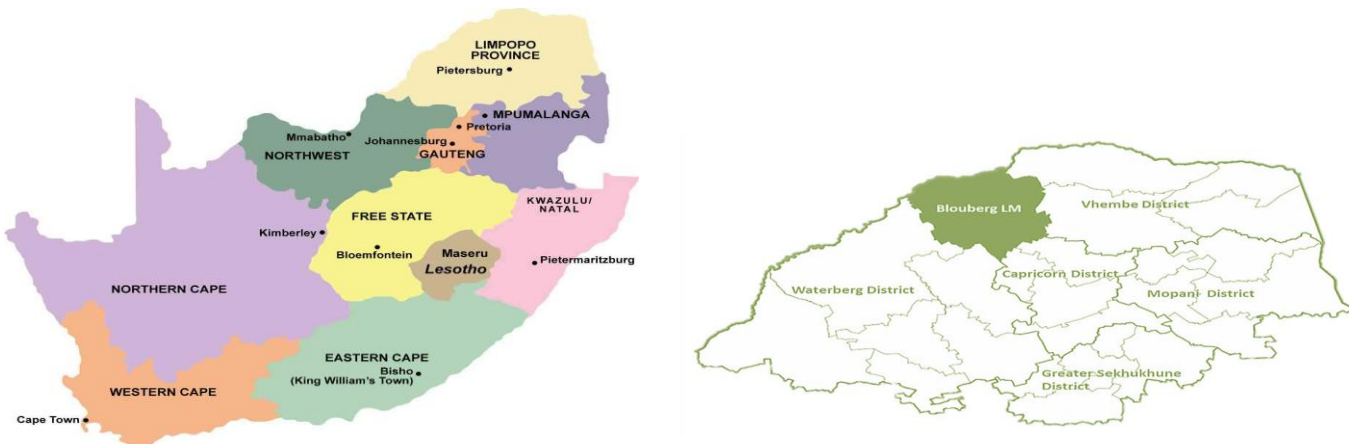 LIMPOPO
PROVINCE
Pietersburg
MPUMALANGA
Pretoria
Mmabatho
Johannesburg
NORTHWEST
GAUTENG
KWAZULU/
NATAL
FREE STATE
Kimberley
Bloemfontein
Maseru
Lesotho
Pietermaritzburg
NORTHERN CAPE
EASTERN CAPE
Bisho
(King William's Town)
WESTERN CAPE
Cape Town
Blouberg LM
Vhembe District
Capricorn District
Waterberg District
Mopani District
Greater Sekhukhune
District